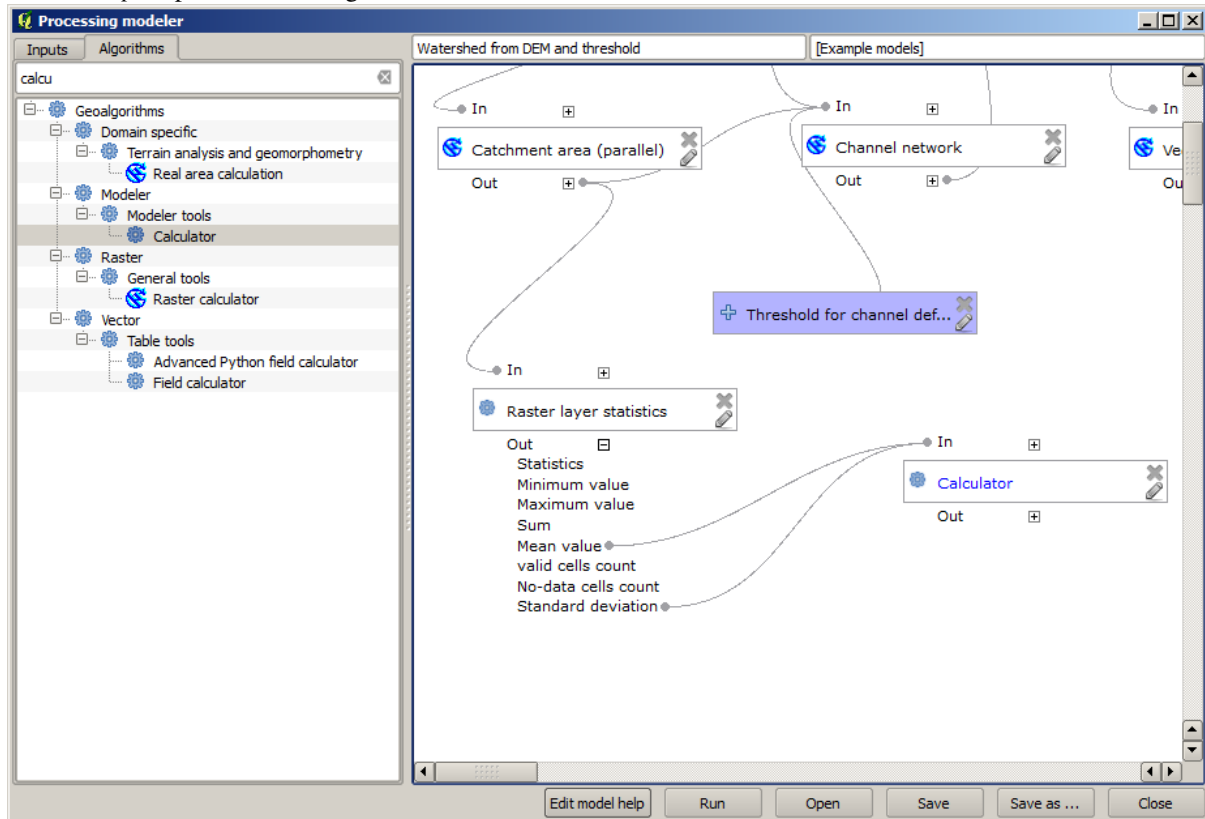 Processing modeler
Inputs Algorithms
Watershed from DEM and threshold [Example models]
calcu
Geoalgorithms
Domain specific
Terrain analysis and geomorphometry
Real area calculation
Modeler
Modeler tools
Calculator
Raster
General tools
Raster calculator
Vector
Table tools
Advanced Python field calculator
Field calculator
In
Catchment area (parallel)
Out
In
Channel network
Out
In
Ve
Ou
Threshold for channel def...
In
Raster layer statistics
Out
Statistics
Minimum value
Maximum value
Sum
Mean value
valid cells count
No-data cells count
Standard deviation
In
Calculator
Out
Edit model help Run Open Save Save as ... Close